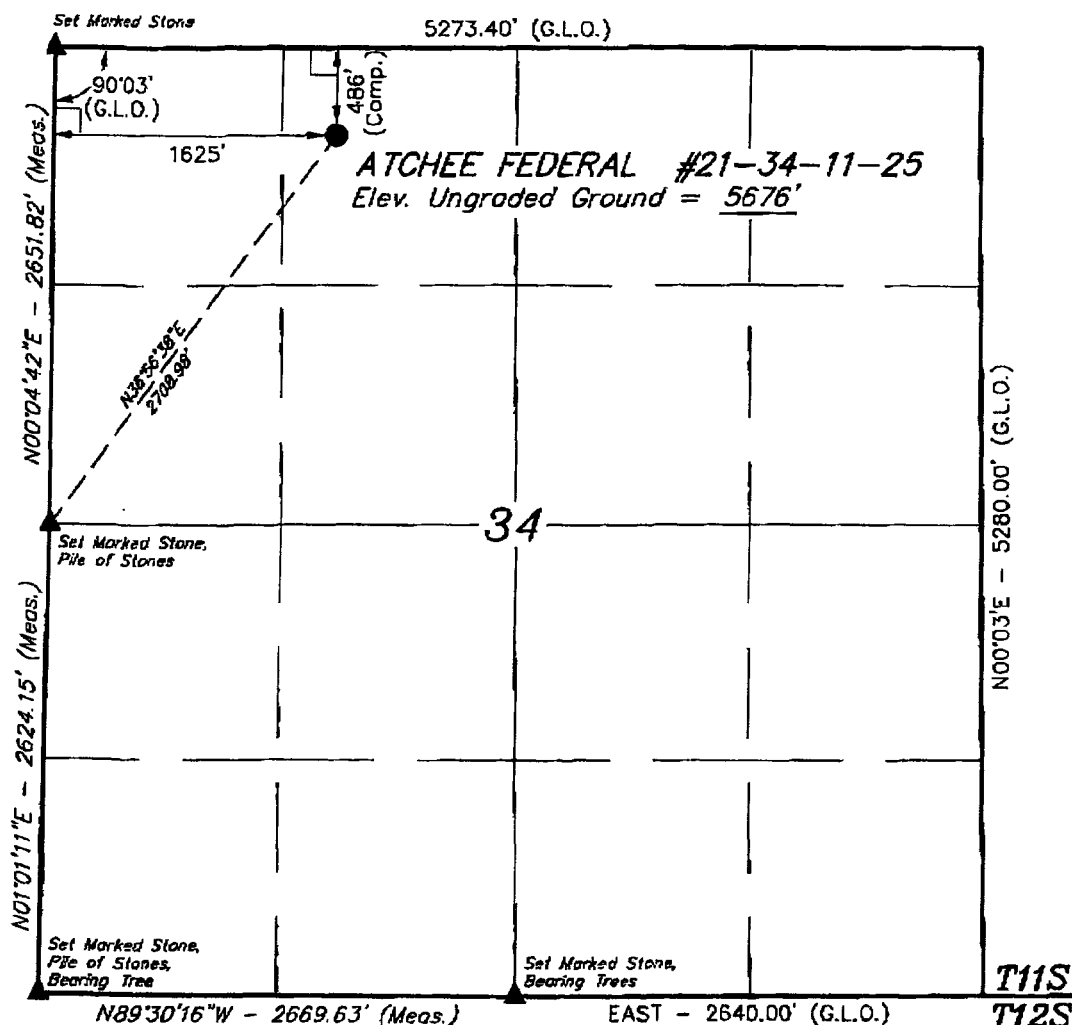 Set Marked Stone
5273.40' (G.L.O.)
90°03'
(G.L.O.)
486'
(Comp.)
1625'
ATCHEE FEDERAL #21-34-11-25
Elev. Ungraded Ground = 5676'
N00°04'42"E - 2651.82' (Meas.)
N36°56'38"E
2708.98'
N00°03'E - 5280.00' (G.L.O.)
34
Set Marked Stone,
Pile of Stones
N01°01'11"E - 2624.15' (Meas.)
Set Marked Stone,
Pile of Stones,
Bearing Tree
Set Marked Stone,
Bearing Trees
T11S
T12S
N89°30'16"W - 2669.63' (Meas.)
EAST - 2640.00' (G.L.O.)